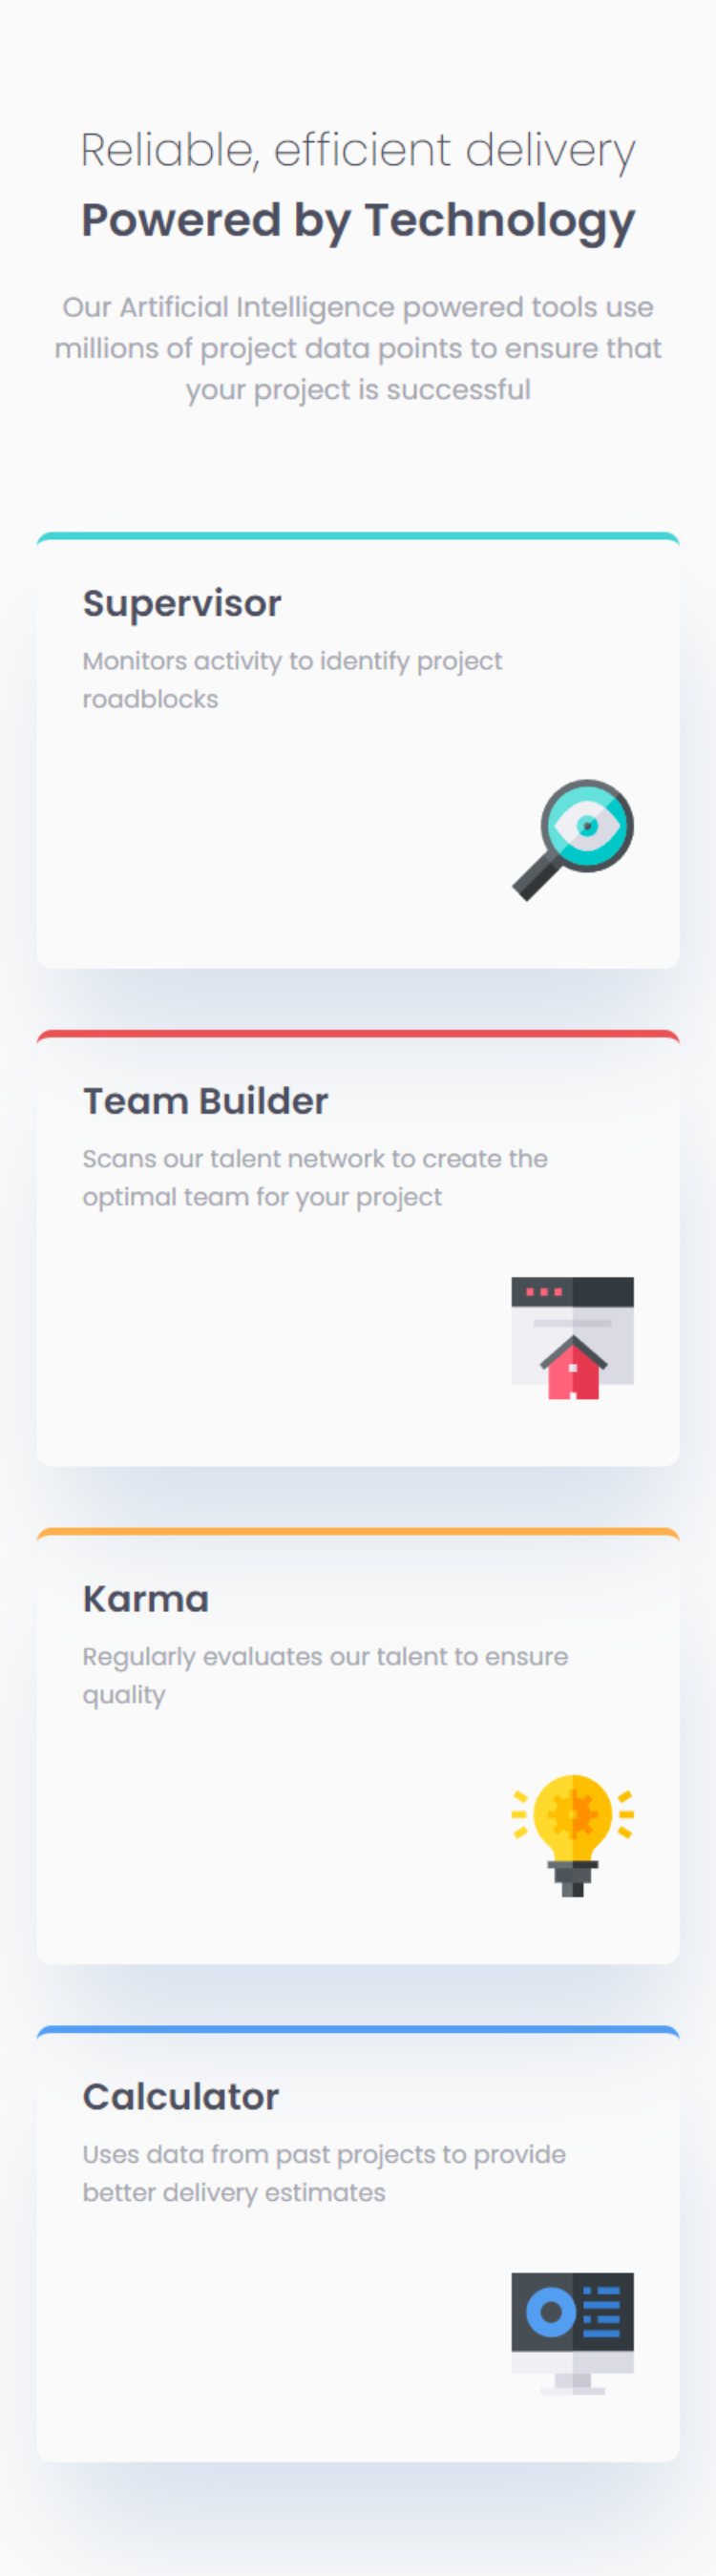 Reliable, efficient delivery
Powered by Technology
Our Artificial Intelligence powered tools use
millions of project data points to ensure that
your project is successful
Supervisor
Monitors activity to identify project
roadblocks
Team Builder
Scans our talent network to create the
optimal team for your project
Karma
Regularly evaluates our talent to ensure
quality
Calculator
Uses data from past projects to provide
better delivery estimates